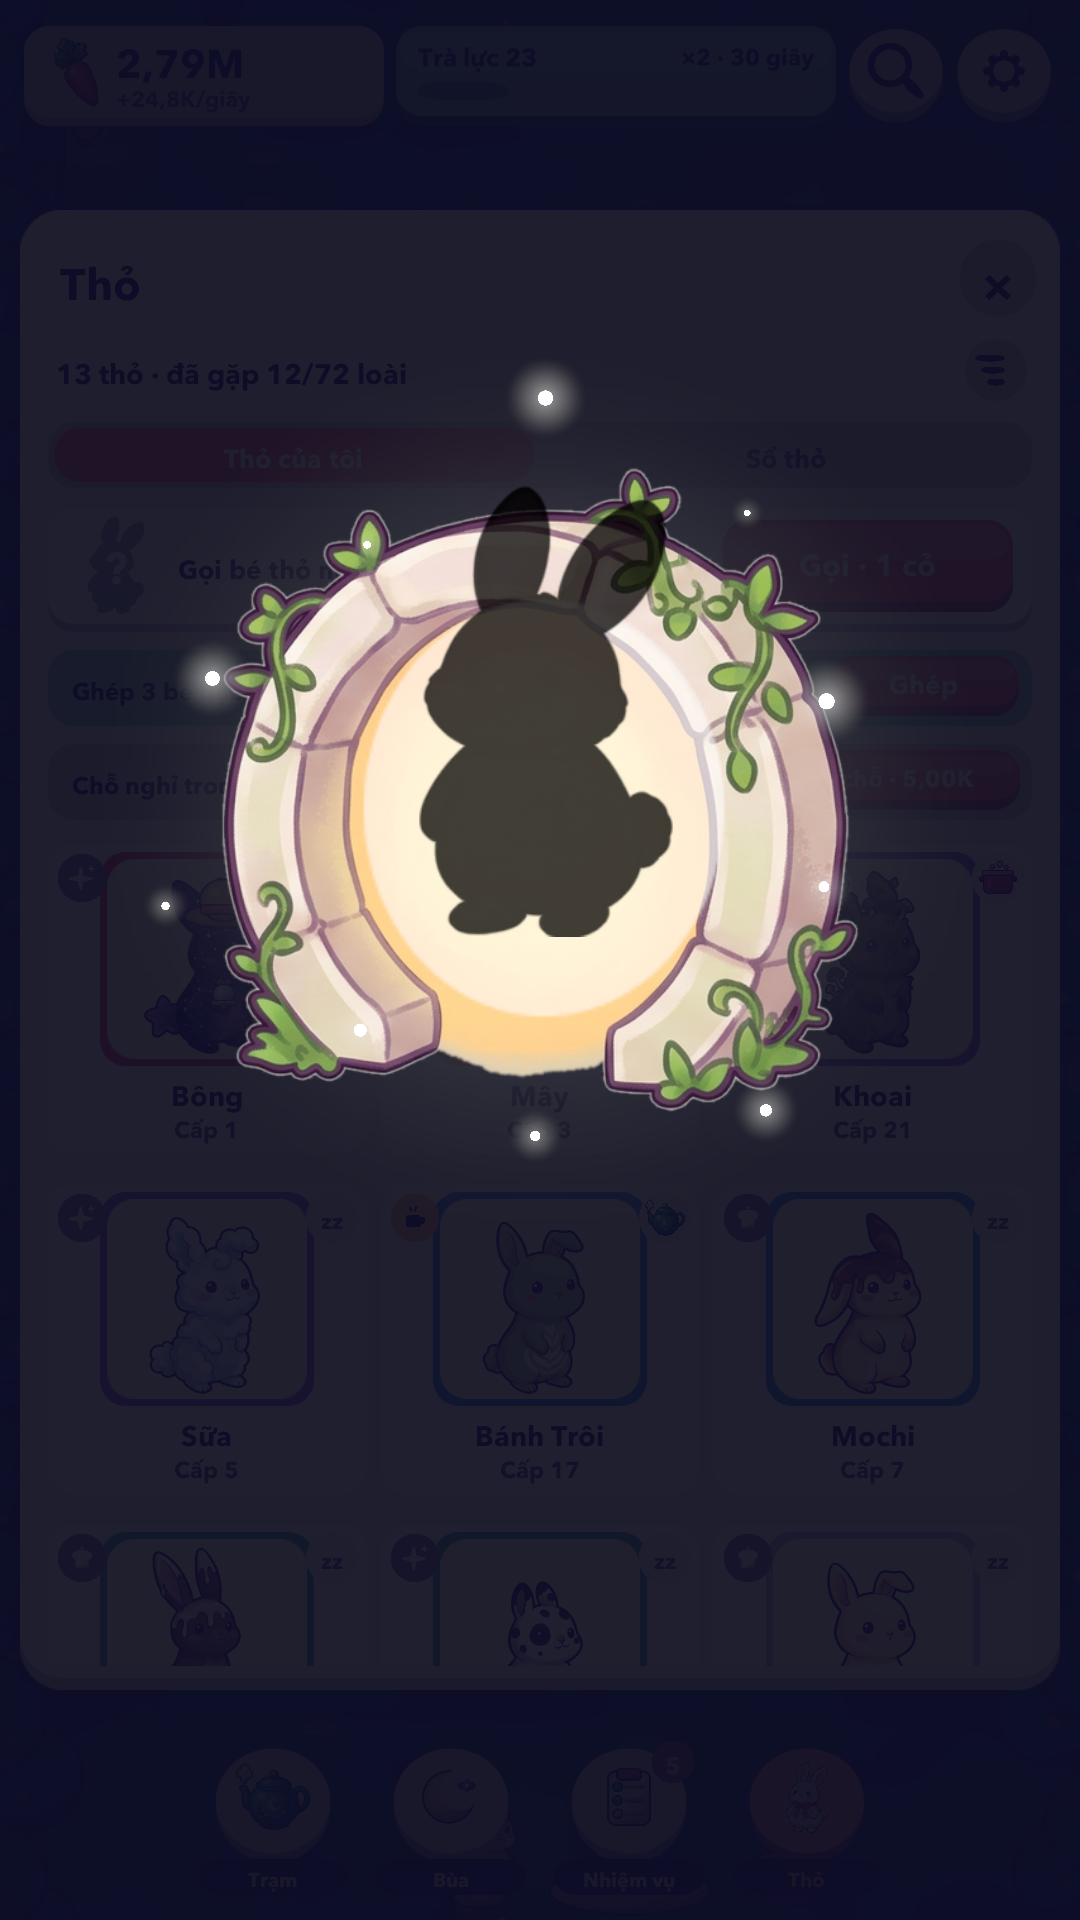 2,79M
+24,8K/giây
Trà lực 23
×2 · 30 giây
Thỏ
13 thỏ · đã gặp 12/72 loài
Thỏ của tôi
Sổ thỏ
?
Gọi bé thỏ
Gọi · 1 cỏ
Ghép 3 bé
Ghép
Chỗ nghỉ
thỏ · 5,00K
Bông
Cấp 1
Mây
Khoai
Cấp 21
zz
zz
Sữa
Cấp 5
Bánh Trôi
Cấp 17
Mochi
Cấp 7
zz
zz
zz
5
Trạm
Bùa
Nhiệm vụ
Thỏ